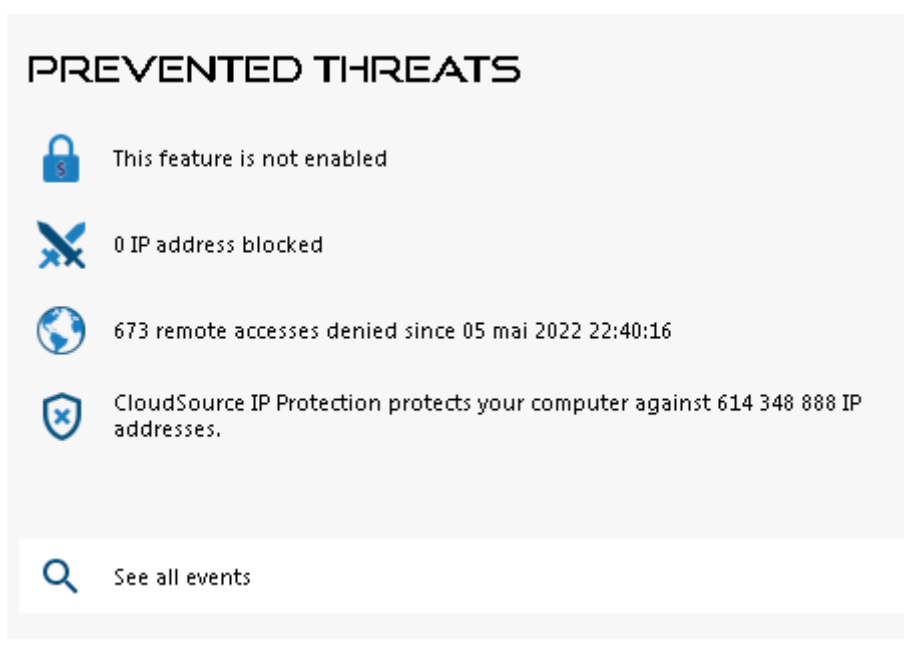 PREVENTED THREATS
This feature is not enabled
0 IP address blocked
673 remote accesses denied since 05 mai 2022 22:40:16
CloudSource IP Protection protects your computer against 614 348 888 IP
addresses.
See all events